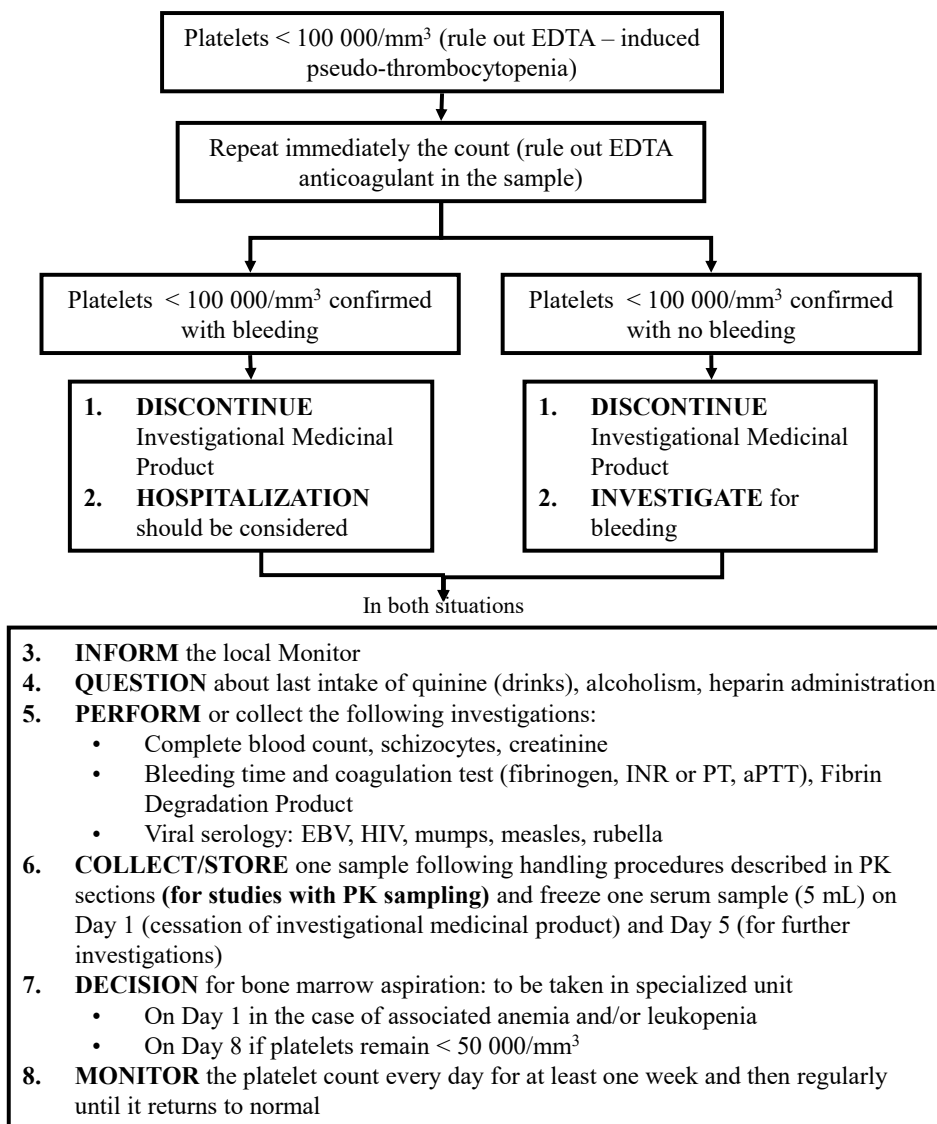 Platelets < 100 000/mm³ (rule out EDTA – induced
pseudo-thrombocytopenia)
Repeat immediately the count (rule out EDTA
anticoagulant in the sample)
Platelets < 100 000/mm³ confirmed
with bleeding
Platelets < 100 000/mm³ confirmed
with no bleeding
1. DISCONTINUE
Investigational Medicinal
Product
2. HOSPITALIZATION
should be considered
1. DISCONTINUE
Investigational Medicinal
Product
2. INVESTIGATE for
bleeding
In both situations
3. INFORM the local Monitor
4. QUESTION about last intake of quinine (drinks), alcoholism, heparin administration
5. PERFORM or collect the following investigations:
• Complete blood count, schizocytes, creatinine
• Bleeding time and coagulation test (fibrinogen, INR or PT, aPTT), Fibrin
Degradation Product
• Viral serology: EBV, HIV, mumps, measles, rubella
6. COLLECT/STORE one sample following handling procedures described in PK
sections (for studies with PK sampling) and freeze one serum sample (5 mL) on
Day 1 (cessation of investigational medicinal product) and Day 5 (for further
investigations)
7. DECISION for bone marrow aspiration: to be taken in specialized unit
• On Day 1 in the case of associated anemia and/or leukopenia
• On Day 8 if platelets remain < 50 000/mm³
8. MONITOR the platelet count every day for at least one week and then regularly
until it returns to normal